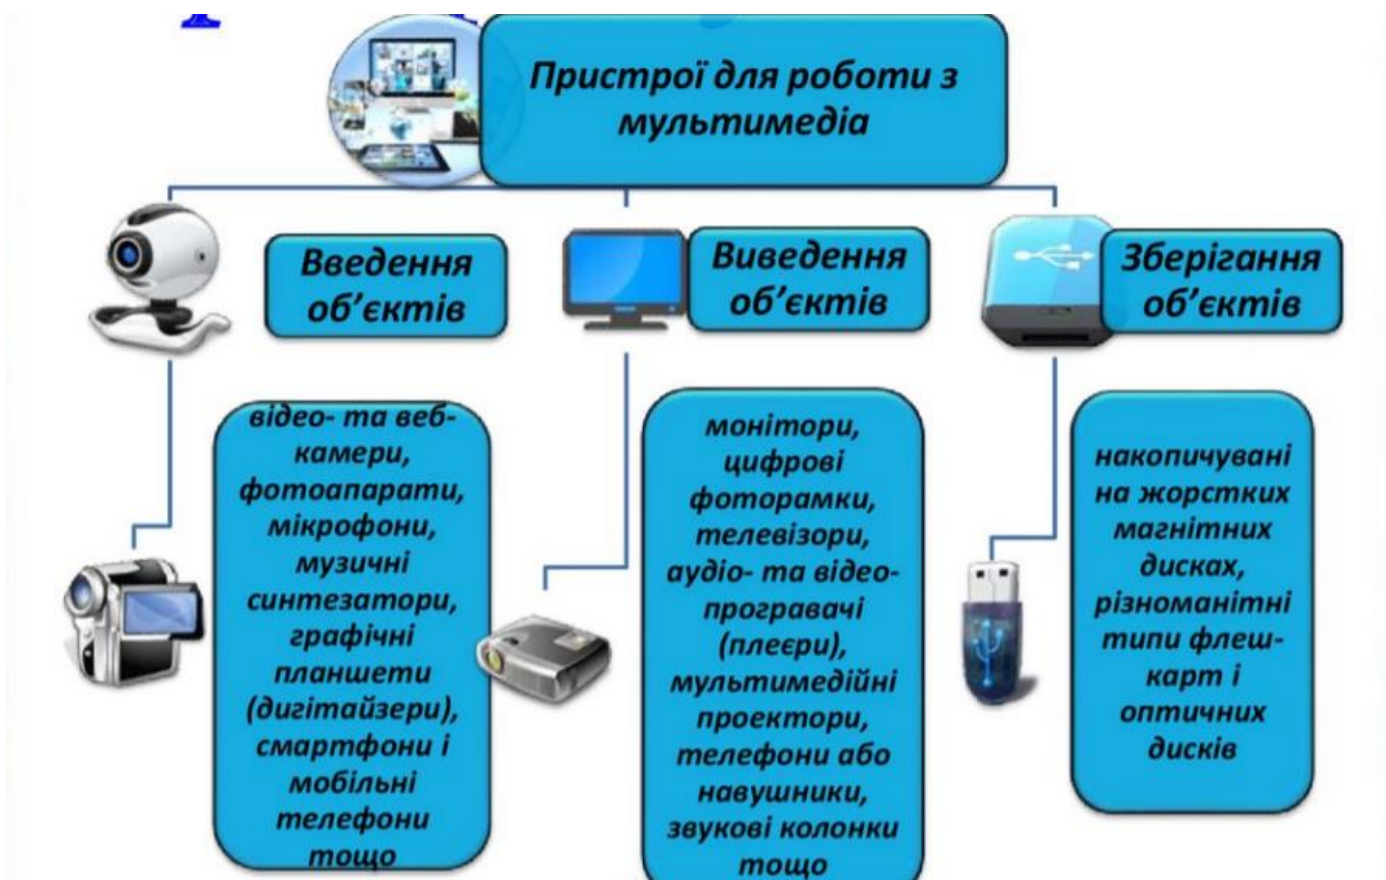 Пристрої для роботи з
мультимедіа
Введення
об’єктів
Виведення
об’єктів
Зберігання
об’єктів
відео- та веб-
камери,
фотоапарати,
мікрофони,
музичні
синтезатори,
графічні
планшети
(дигітайзери),
смартфони і
мобільні
телефони
тощо
монітори,
цифрові
фоторамки,
телевізори,
аудіо- та відео-
програвачі
(плеєри),
мультимедійні
проектори,
телефони або
навушники,
звукові колонки
тощо
накопичувані
на жорстких
магнітних
дисках,
різноманітні
типи флеш-
карт і
оптичних
дисків